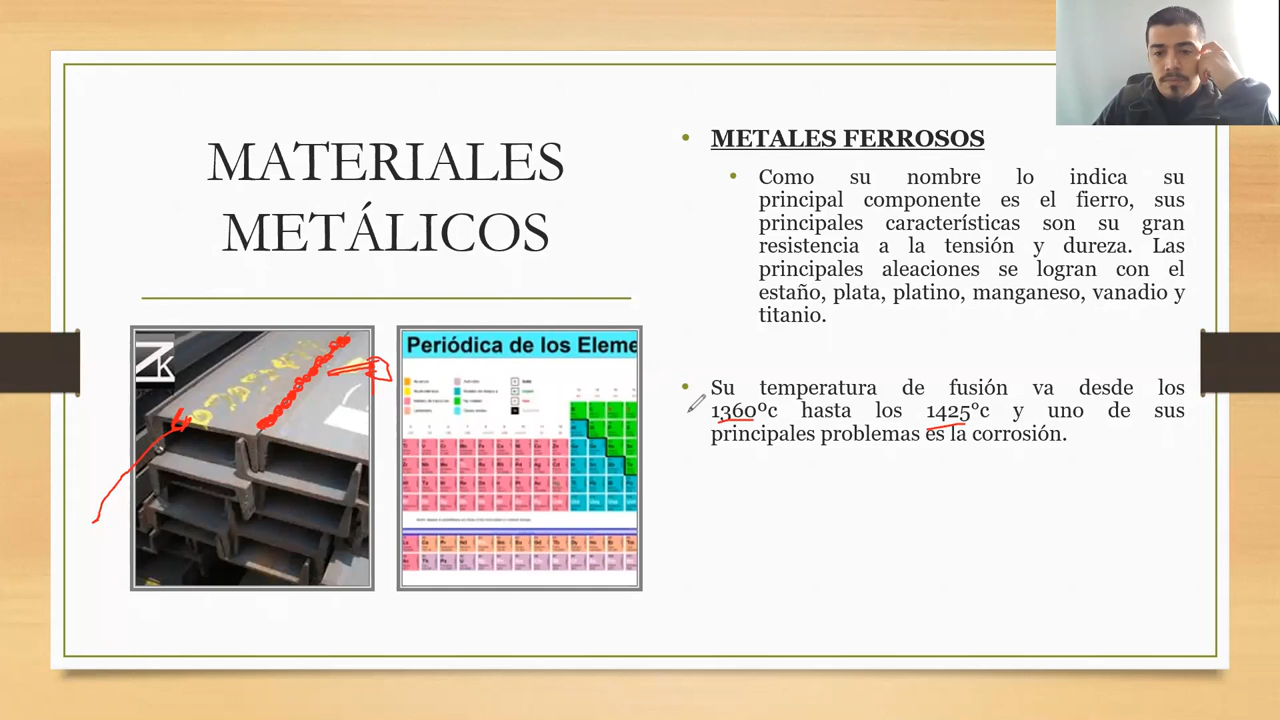 MATERIALES
METÁLICOS
ZK
Periódica de los Eleme
• METALES FERROSOS
• Como su nombre lo indica su
principal componente es el fierro, sus
principales características son su gran
resistencia a la tensión y dureza. Las
principales aleaciones se logran con el
estaño, plata, platino, manganeso, vanadio y
titanio.
• Su temperatura de fusión va desde los
1360ºc hasta los 1425ºc y uno de sus
principales problemas es la corrosión.